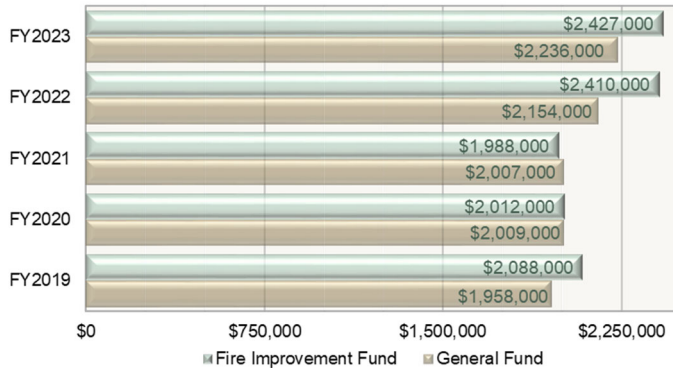 FY2023
$2,427,000
$2,236,000
FY2022
$2,410,000
$2,154,000
FY2021
$1,988,000
$2,007,000
FY2020
$2,012,000
$2,009,000
FY2019
$2,088,000
$1,958,000
$0 $750,000 $1,500,000 $2,250,000
Fire Improvement Fund General Fund